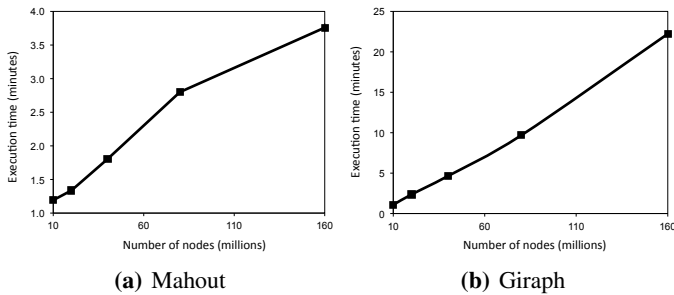 4.0
3.5
3.0
2.5
2.0
1.5
1.0
Execution time (minutes)
10 60 110 160
Number of nodes (millions)
(a) Mahout
25
20
15
10
5
0
Execution time (minutes)
10 60 110 160
Number of nodes (millions)
(b) Giraph